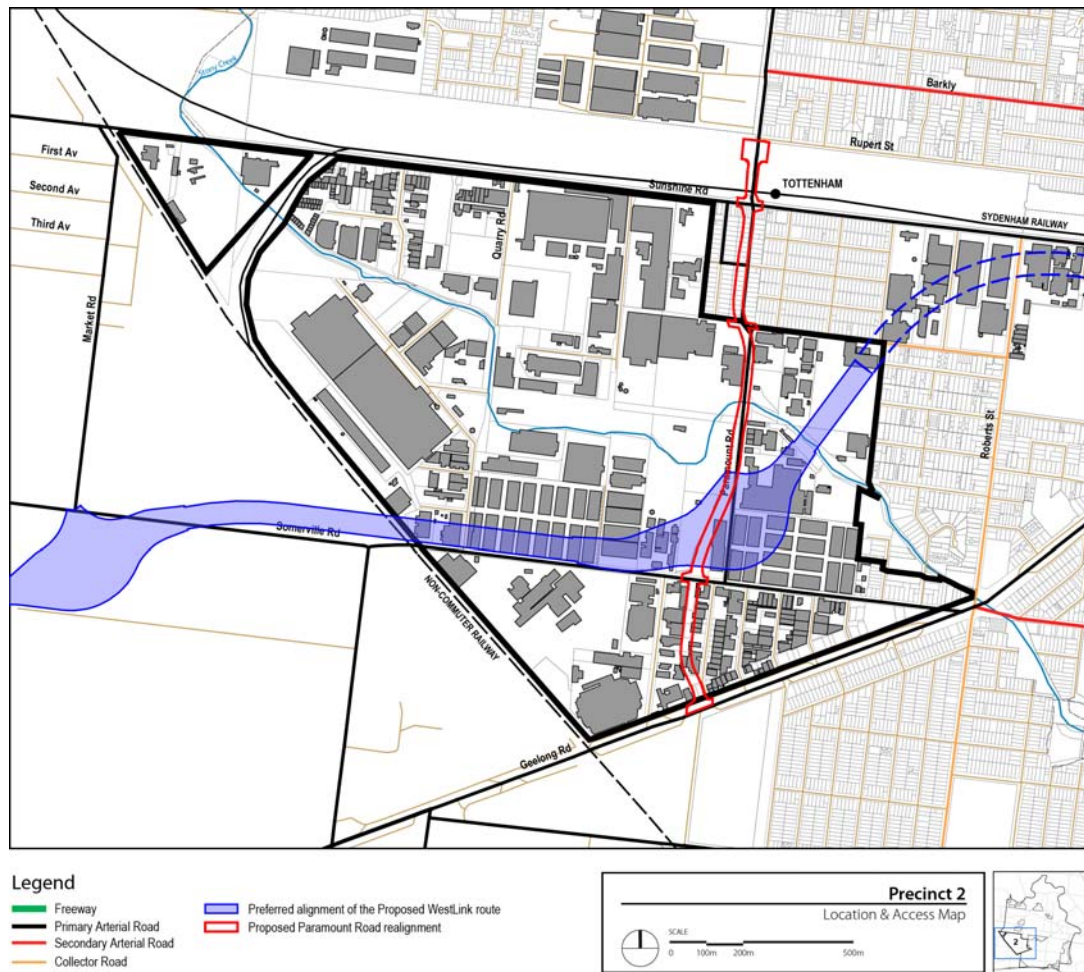 Stony Creek
Barkly
Rupert St
First Av
Second Av
Third Av
Sunshine Rd
TOTTENHAM
SYDENHAM RAILWAY
Quarry Rd
Market Rd
Roberts St
Paramount Rd
Somerville Rd
NON-COMMUTER RAILWAY
Geelong Rd
Legend
Freeway
Primary Arterial Road
Secondary Arterial Road
Collector Road
Preferred alignment of the Proposed WestLink route
Proposed Paramount Road realignment
Precinct 2
Location & Access Map
SCALE
0 100m 200m 500m
2